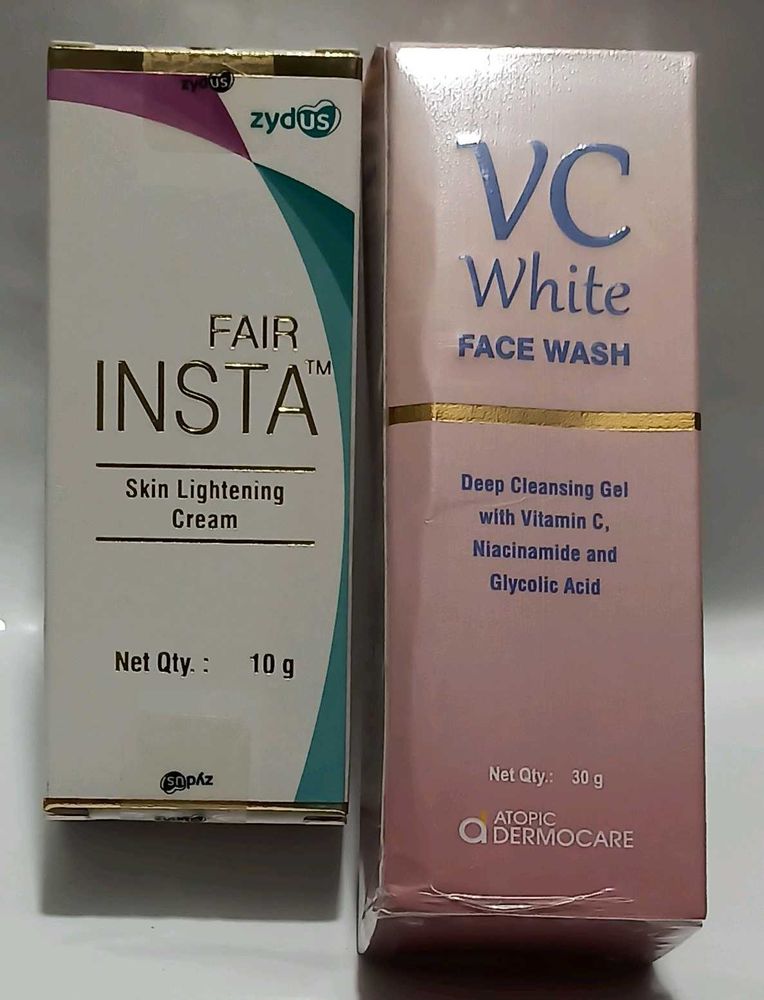 zydus
zydus
FAIR
INSTA™
Skin Lightening
Cream
Net Qty. : 10 g
zydus
VC
White
FACE WASH
Deep Cleansing Gel
with Vitamin C,
Niacinamide and
Glycolic Acid
Net Qty.: 30 g
ATOPIC
DERMOCARE